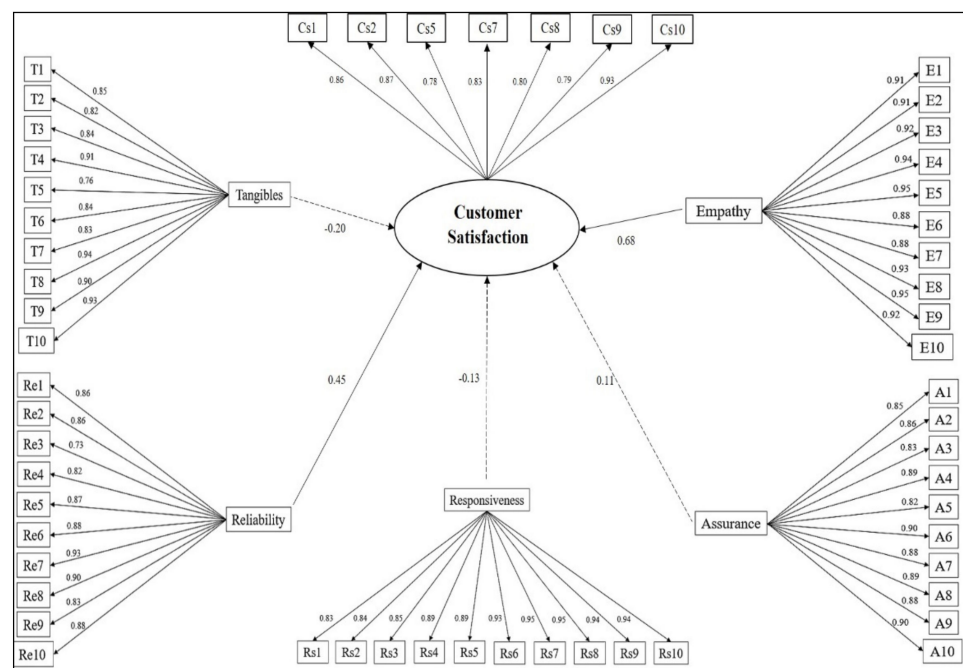 Cs1 Cs2 Cs5 Cs7 Cs8 Cs9 Cs10
0.86 0.87 0.78 0.83 0.80 0.79 0.93
T1
T2
T3
T4
T5
T6
T7
T8
T9
T10
0.85
0.82
0.84
0.91
0.76
0.84
0.83
0.94
0.90
0.93
Tangibles
-0.20
Customer
Satisfaction
0.68
Empathy
0.91
0.91
0.92
0.94
0.95
0.88
0.88
0.93
0.95
0.92
E1
E2
E3
E4
E5
E6
E7
E8
E9
E10
Re1
Re2
Re3
Re4
Re5
Re6
Re7
Re8
Re9
Re10
0.86
0.86
0.73
0.82
0.87
0.88
0.93
0.90
0.83
0.88
Reliability
0.45
-0.13
0.11
Responsiveness
0.83 0.84 0.85 0.89 0.89 0.93 0.95 0.95 0.94 0.94
Rs1 Rs2 Rs3 Rs4 Rs5 Rs6 Rs7 Rs8 Rs9 Rs10
Assurance
0.85
0.86
0.83
0.89
0.82
0.90
0.88
0.89
0.88
0.90
A1
A2
A3
A4
A5
A6
A7
A8
A9
A10